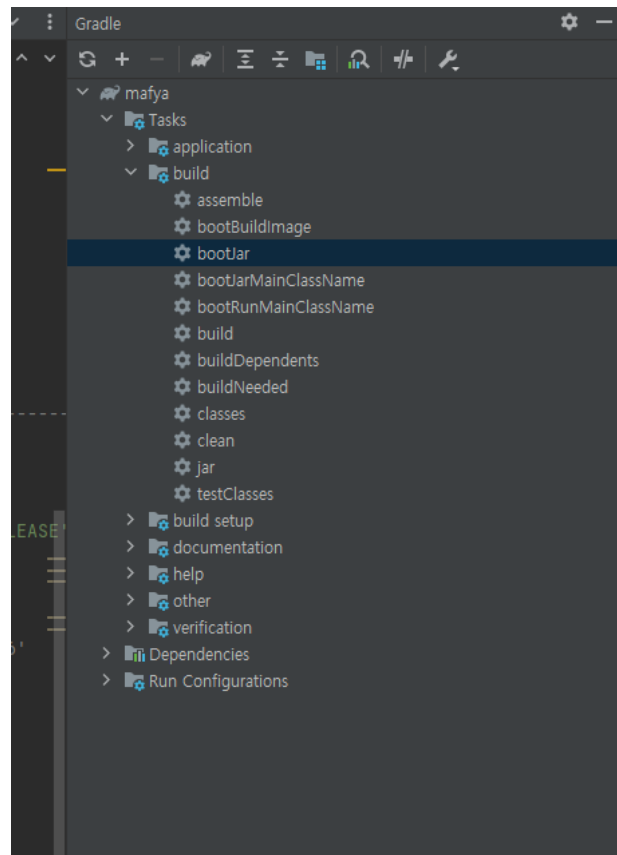 Gradle
mafya
Tasks
application
build
assemble
bootBuildImage
bootJar
bootJarMainClassName
bootRunMainClassName
build
buildDependents
buildNeeded
classes
clean
jar
testClasses
build setup
LEASE'
documentation
help
other
verification
'
Dependencies
Run Configurations